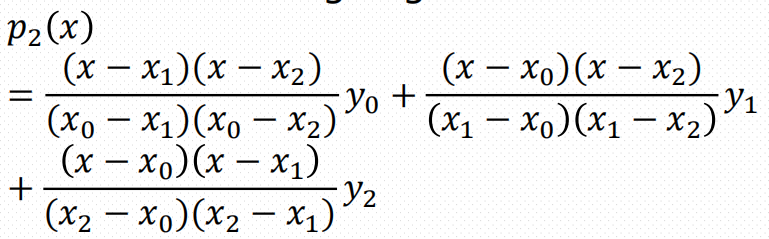 p₂(x)
= (x − x₁)(x − x₂) / (x₀ − x₁)(x₀ − x₂) y₀ + (x − x₀)(x − x₂) / (x₁ − x₀)(x₁ − x₂) y₁
+ (x − x₀)(x − x₁) / (x₂ − x₀)(x₂ − x₁) y₂